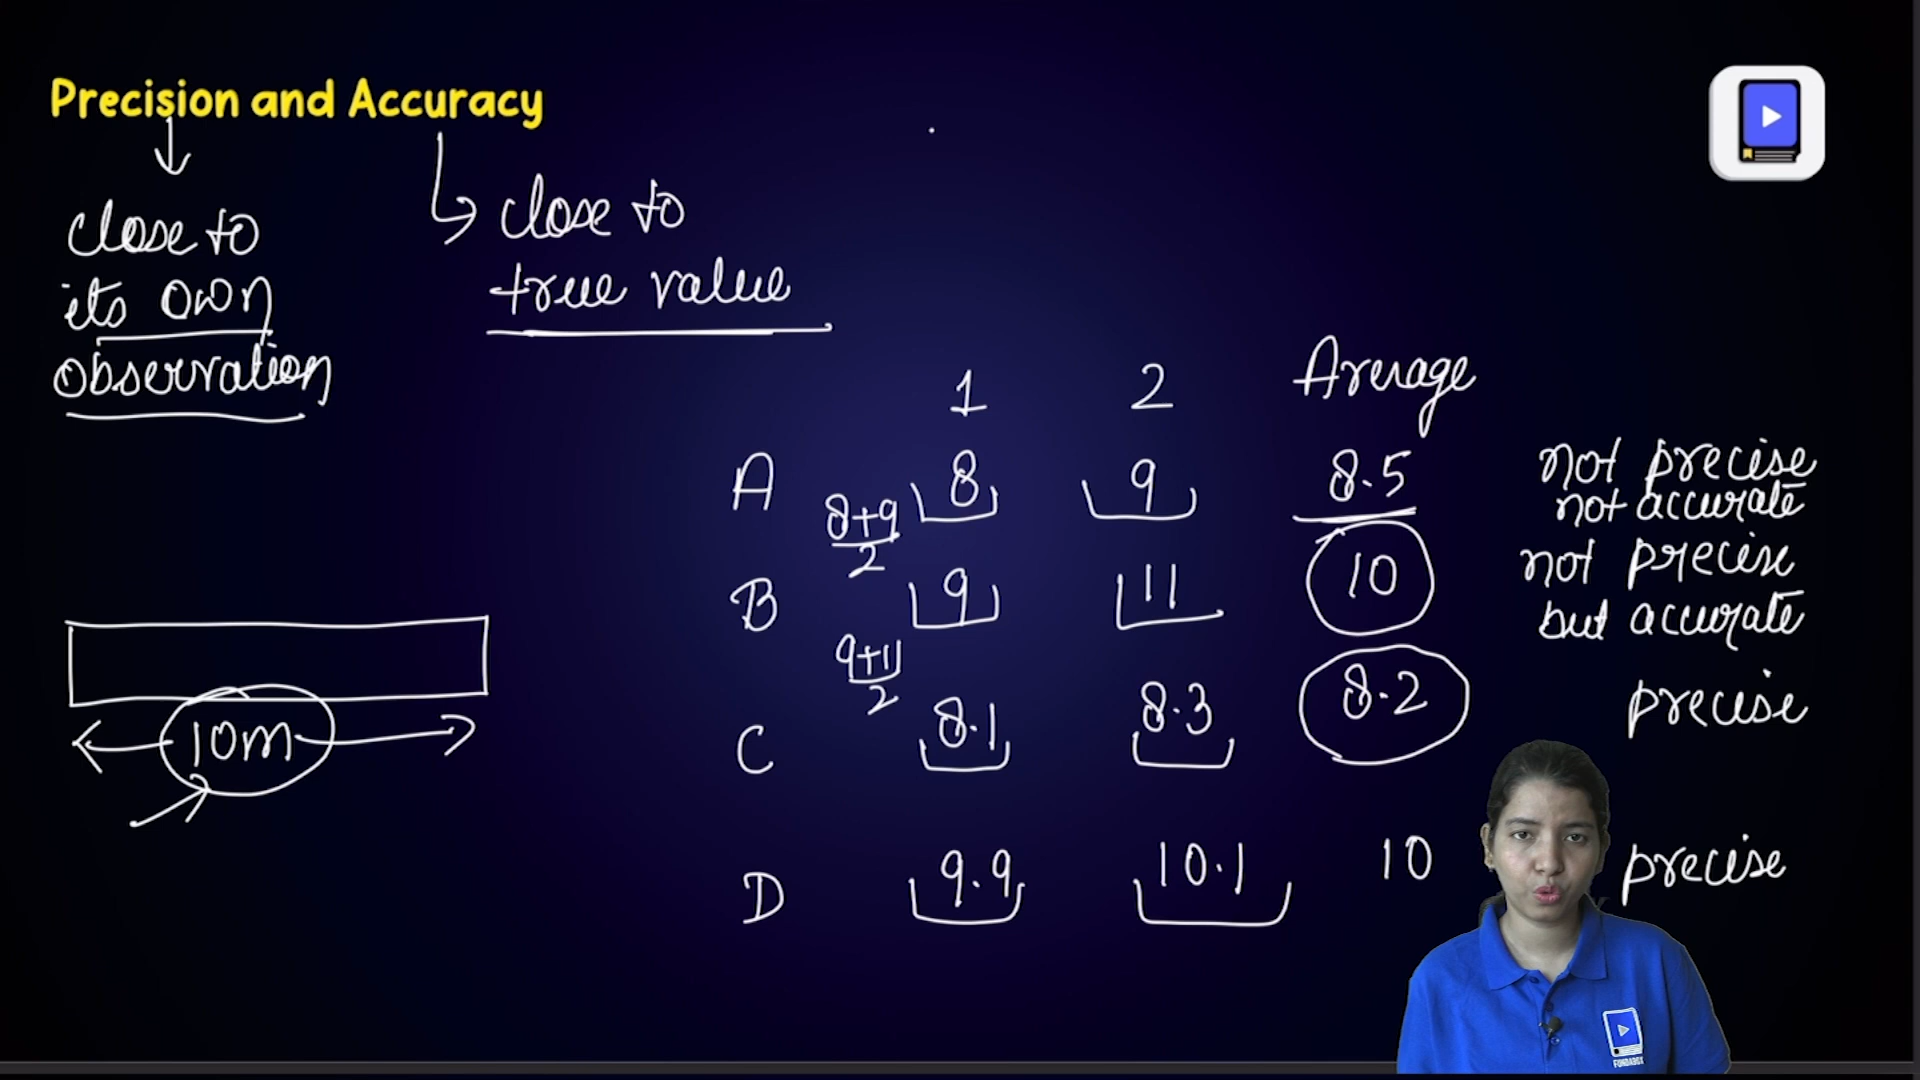 Precision and Accuracy
close to
its own
observation
close to
true value
1 2 Average
A 8 9 8.5 not precise
not accurate
8+9
2
B 9 11 10 not precise
but accurate
9+11
2
C 8.1 8.3 8.2 precise
10m
D 9.9 10.1 10 precise
FUNDABOX